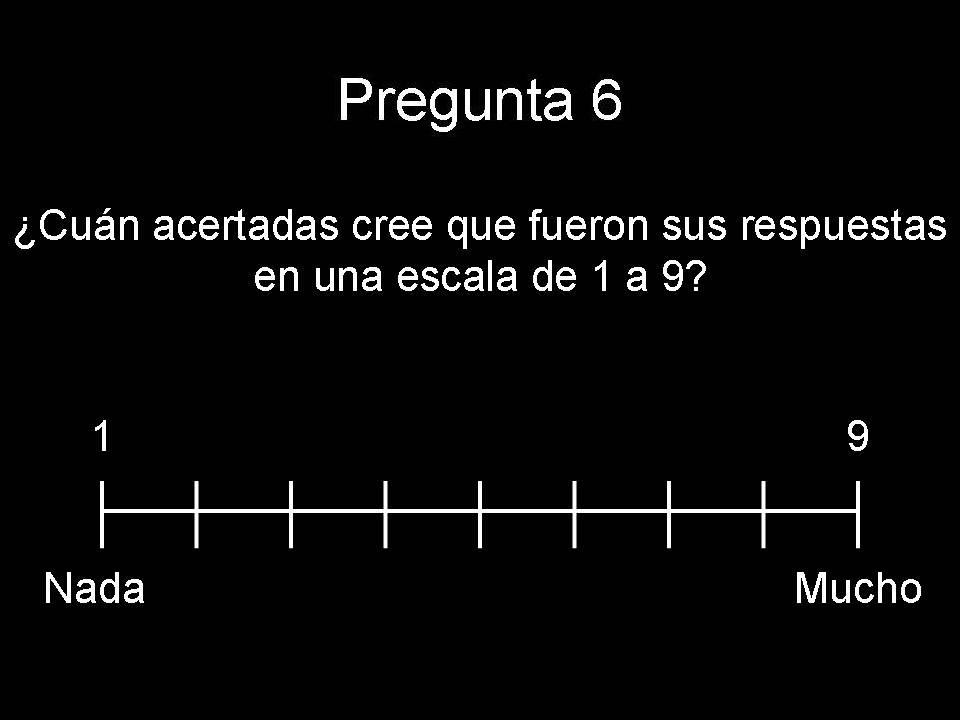 Pregunta 6
¿Cuán acertadas cree que fueron sus respuestas
en una escala de 1 a 9?
1 9
Nada Mucho